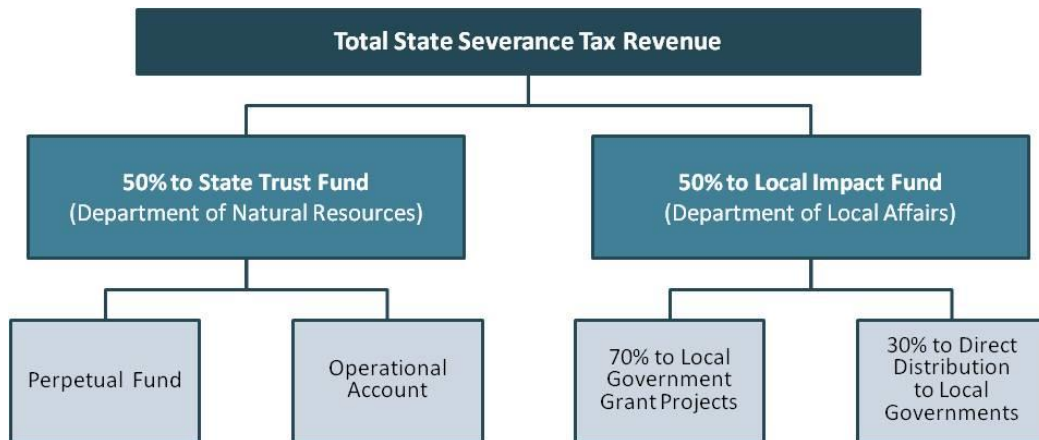 Total State Severance Tax Revenue
50% to State Trust Fund
(Department of Natural Resources)
50% to Local Impact Fund
(Department of Local Affairs)
Perpetual Fund
Operational
Account
70% to Local
Government
Grant Projects
30% to Direct
Distribution
to Local
Governments